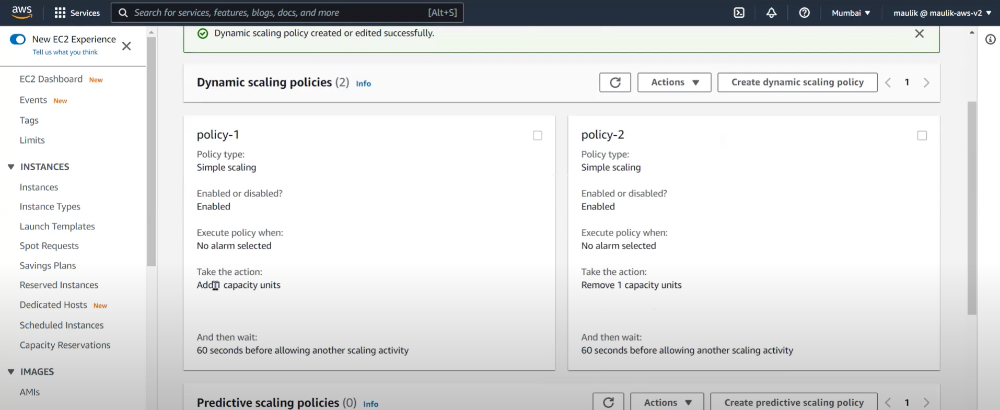 aws
Services
Search for services, features, blogs, docs, and more
[Alt+S]
Mumbai
maulik @ maulik-aws-v2
New EC2 Experience
Tell us what you think
EC2 Dashboard New
Events New
Tags
Limits
INSTANCES
Instances
Instance Types
Launch Templates
Spot Requests
Savings Plans
Reserved Instances
Dedicated Hosts New
Scheduled Instances
Capacity Reservations
IMAGES
AMIs
Dynamic scaling policy created or edited successfully.
Dynamic scaling policies (2) Info
Actions
Create dynamic scaling policy
1
policy-1
Policy type:
Simple scaling
Enabled or disabled?
Enabled
Execute policy when:
No alarm selected
Take the action:
Add 1 capacity units
And then wait:
60 seconds before allowing another scaling activity
policy-2
Policy type:
Simple scaling
Enabled or disabled?
Enabled
Execute policy when:
No alarm selected
Take the action:
Remove 1 capacity units
And then wait:
60 seconds before allowing another scaling activity
Predictive scaling policies (0) Info
Actions
Create predictive scaling policy
1